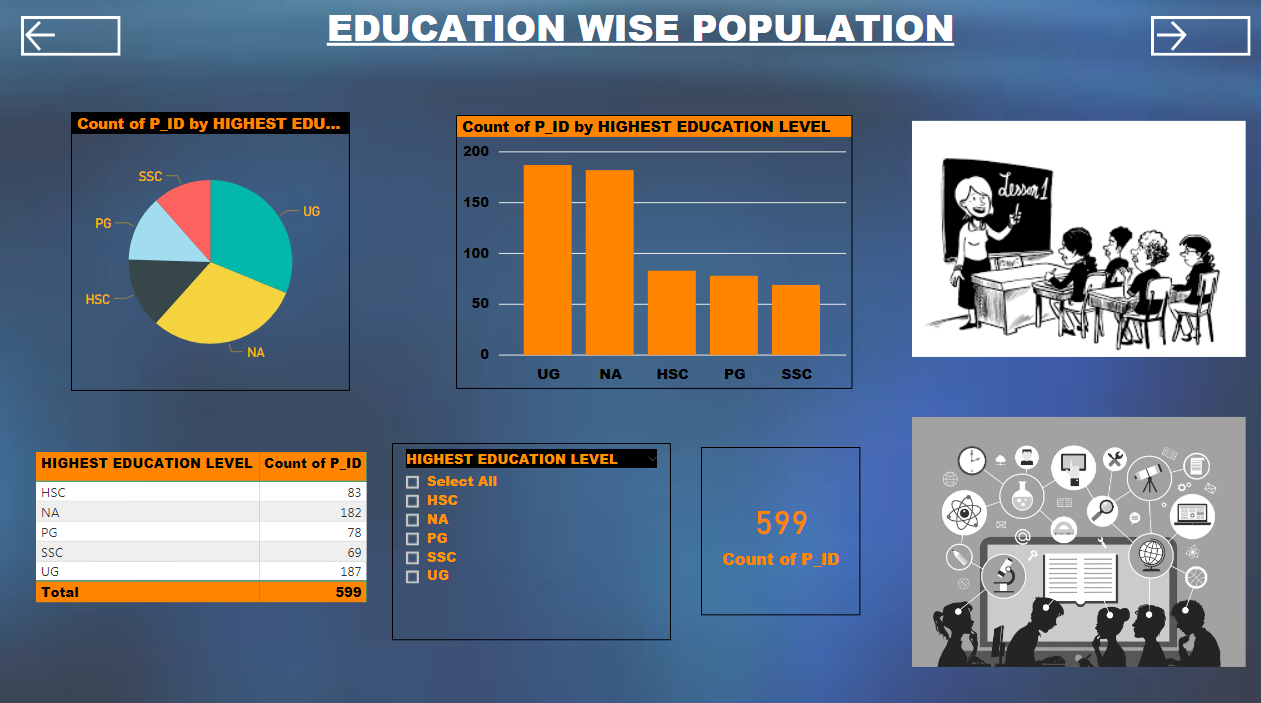 EDUCATION WISE POPULATION
Count of P_ID by HIGHEST EDU...
SSC
UG
PG
HSC
NA
Count of P_ID by HIGHEST EDUCATION LEVEL
200
150
100
50
0
UG NA HSC PG SSC
Lesson 1
HIGHEST EDUCATION LEVEL Count of P_ID
HSC 83
NA 182
PG 78
SSC 69
UG 187
Total 599
HIGHEST EDUCATION LEVEL
Select All
HSC
NA
PG
SSC
UG
599
Count of P_ID
@